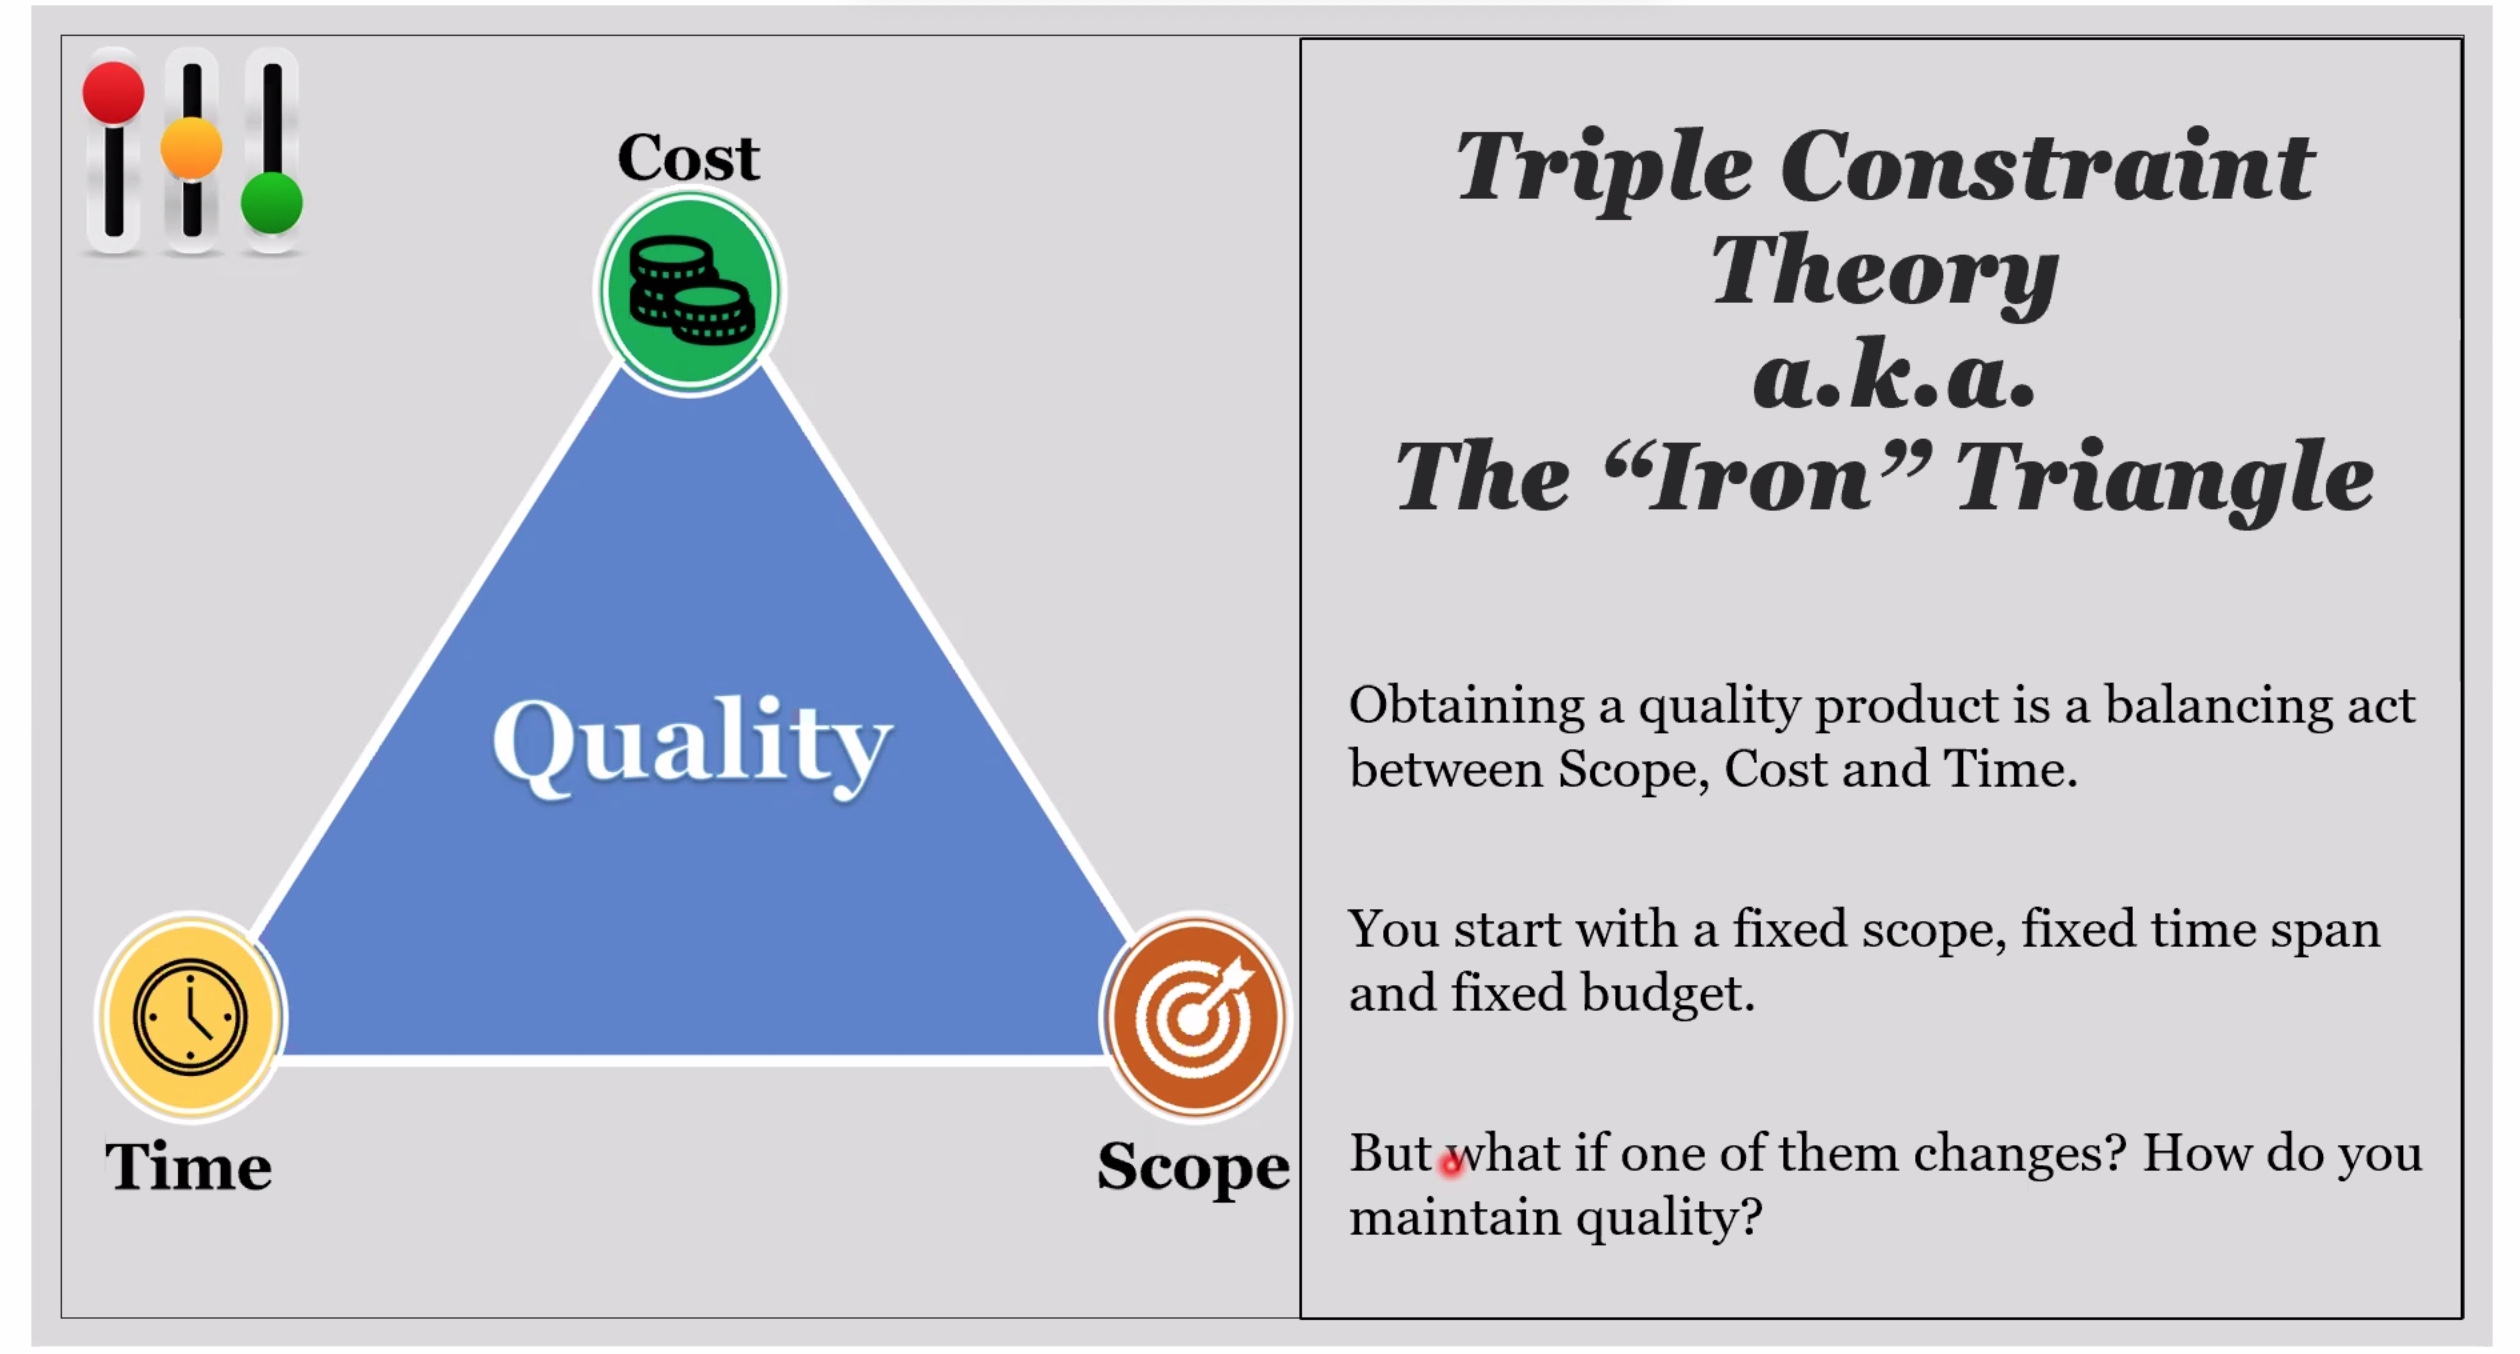 Cost
Quality
Time
Scope
Triple Constraint
Theory
a.k.a.
The “Iron” Triangle
Obtaining a quality product is a balancing act
between Scope, Cost and Time.
You start with a fixed scope, fixed time span
and fixed budget.
But what if one of them changes? How do you
maintain quality?